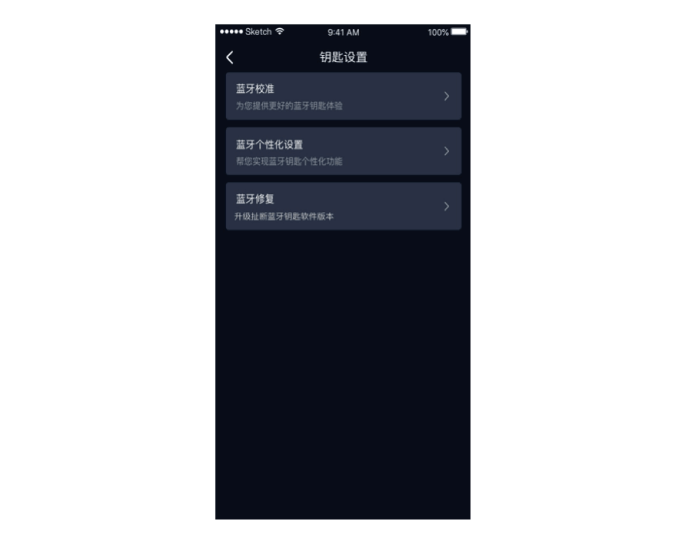 Sketch 9:41 AM 100%
钥匙设置
蓝牙校准
为您提供更好的蓝牙钥匙体验
蓝牙个性化设置
帮您实现蓝牙钥匙个性化功能
蓝牙修复
升级扯断蓝牙钥匙软件版本